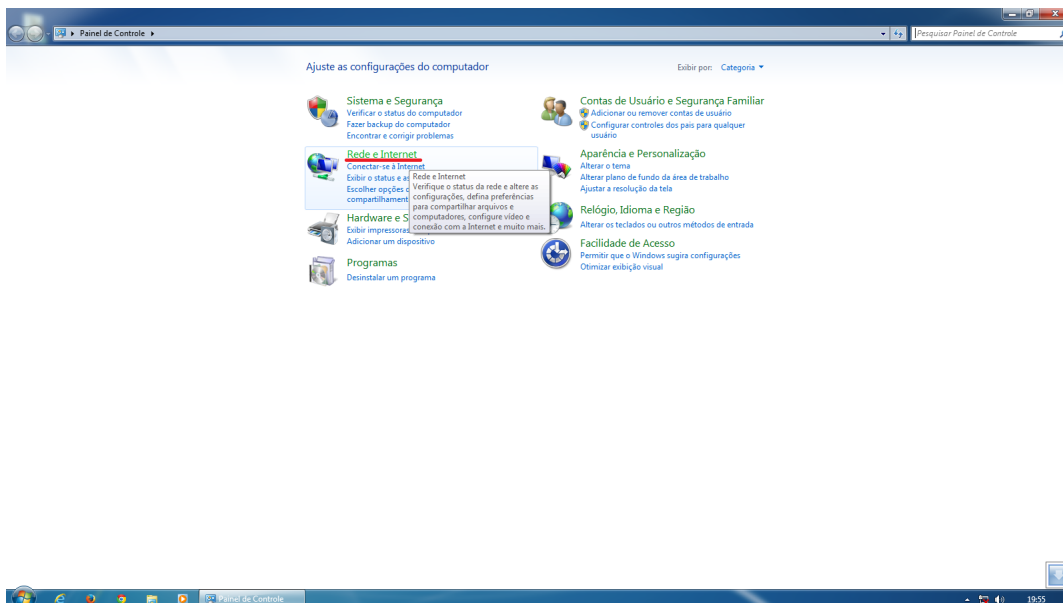 Painel de Controle
Pesquisar Painel de Controle
Ajuste as configurações do computador
Exibir por: Categoria
Sistema e Segurança
Verificar o status do computador
Fazer backup do computador
Encontrar e corrigir problemas
Rede e Internet
Conectar-se à Internet
Exibir o status e as
Escolher opções
compartilhament
Rede e Internet
Verifique o status da rede e altere as
configurações, defina preferências
para compartilhar arquivos e
computadores, configure vídeo e
conexão com a Internet e muito mais.
Hardware e S
Exibir impressoras
Adicionar um dispositivo
Programas
Desinstalar um programa
Contas de Usuário e Segurança Familiar
Adicionar ou remover contas de usuário
Configurar controles dos pais para qualquer
usuário
Aparência e Personalização
Alterar o tema
Alterar plano de fundo da área de trabalho
Ajustar a resolução da tela
Relógio, Idioma e Região
Alterar os teclados ou outros métodos de entrada
Facilidade de Acesso
Permitir que o Windows sugira configurações
Otimizar exibição visual
Painel de Controle
19:55